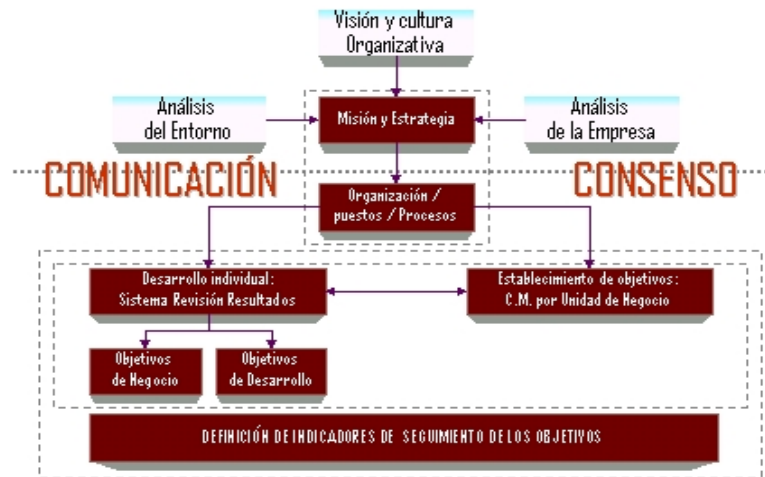 Visión y cultura
Organizativa
Análisis
del Entorno
Misión y Estrategia
Análisis
de la Empresa
COMUNICACIÓN
CONSENSO
Organización /
puestos / Procesos
Desarrollo individual:
Sistema Revisión Resultados
Establecimiento de objetivos:
C.M. por Unidad de Negocio
Objetivos
de Negocio
Objetivos
de Desarrollo
DEFINICIÓN DE INDICADORES DE SEGUIMIENTO DE LOS OBJETIVOS